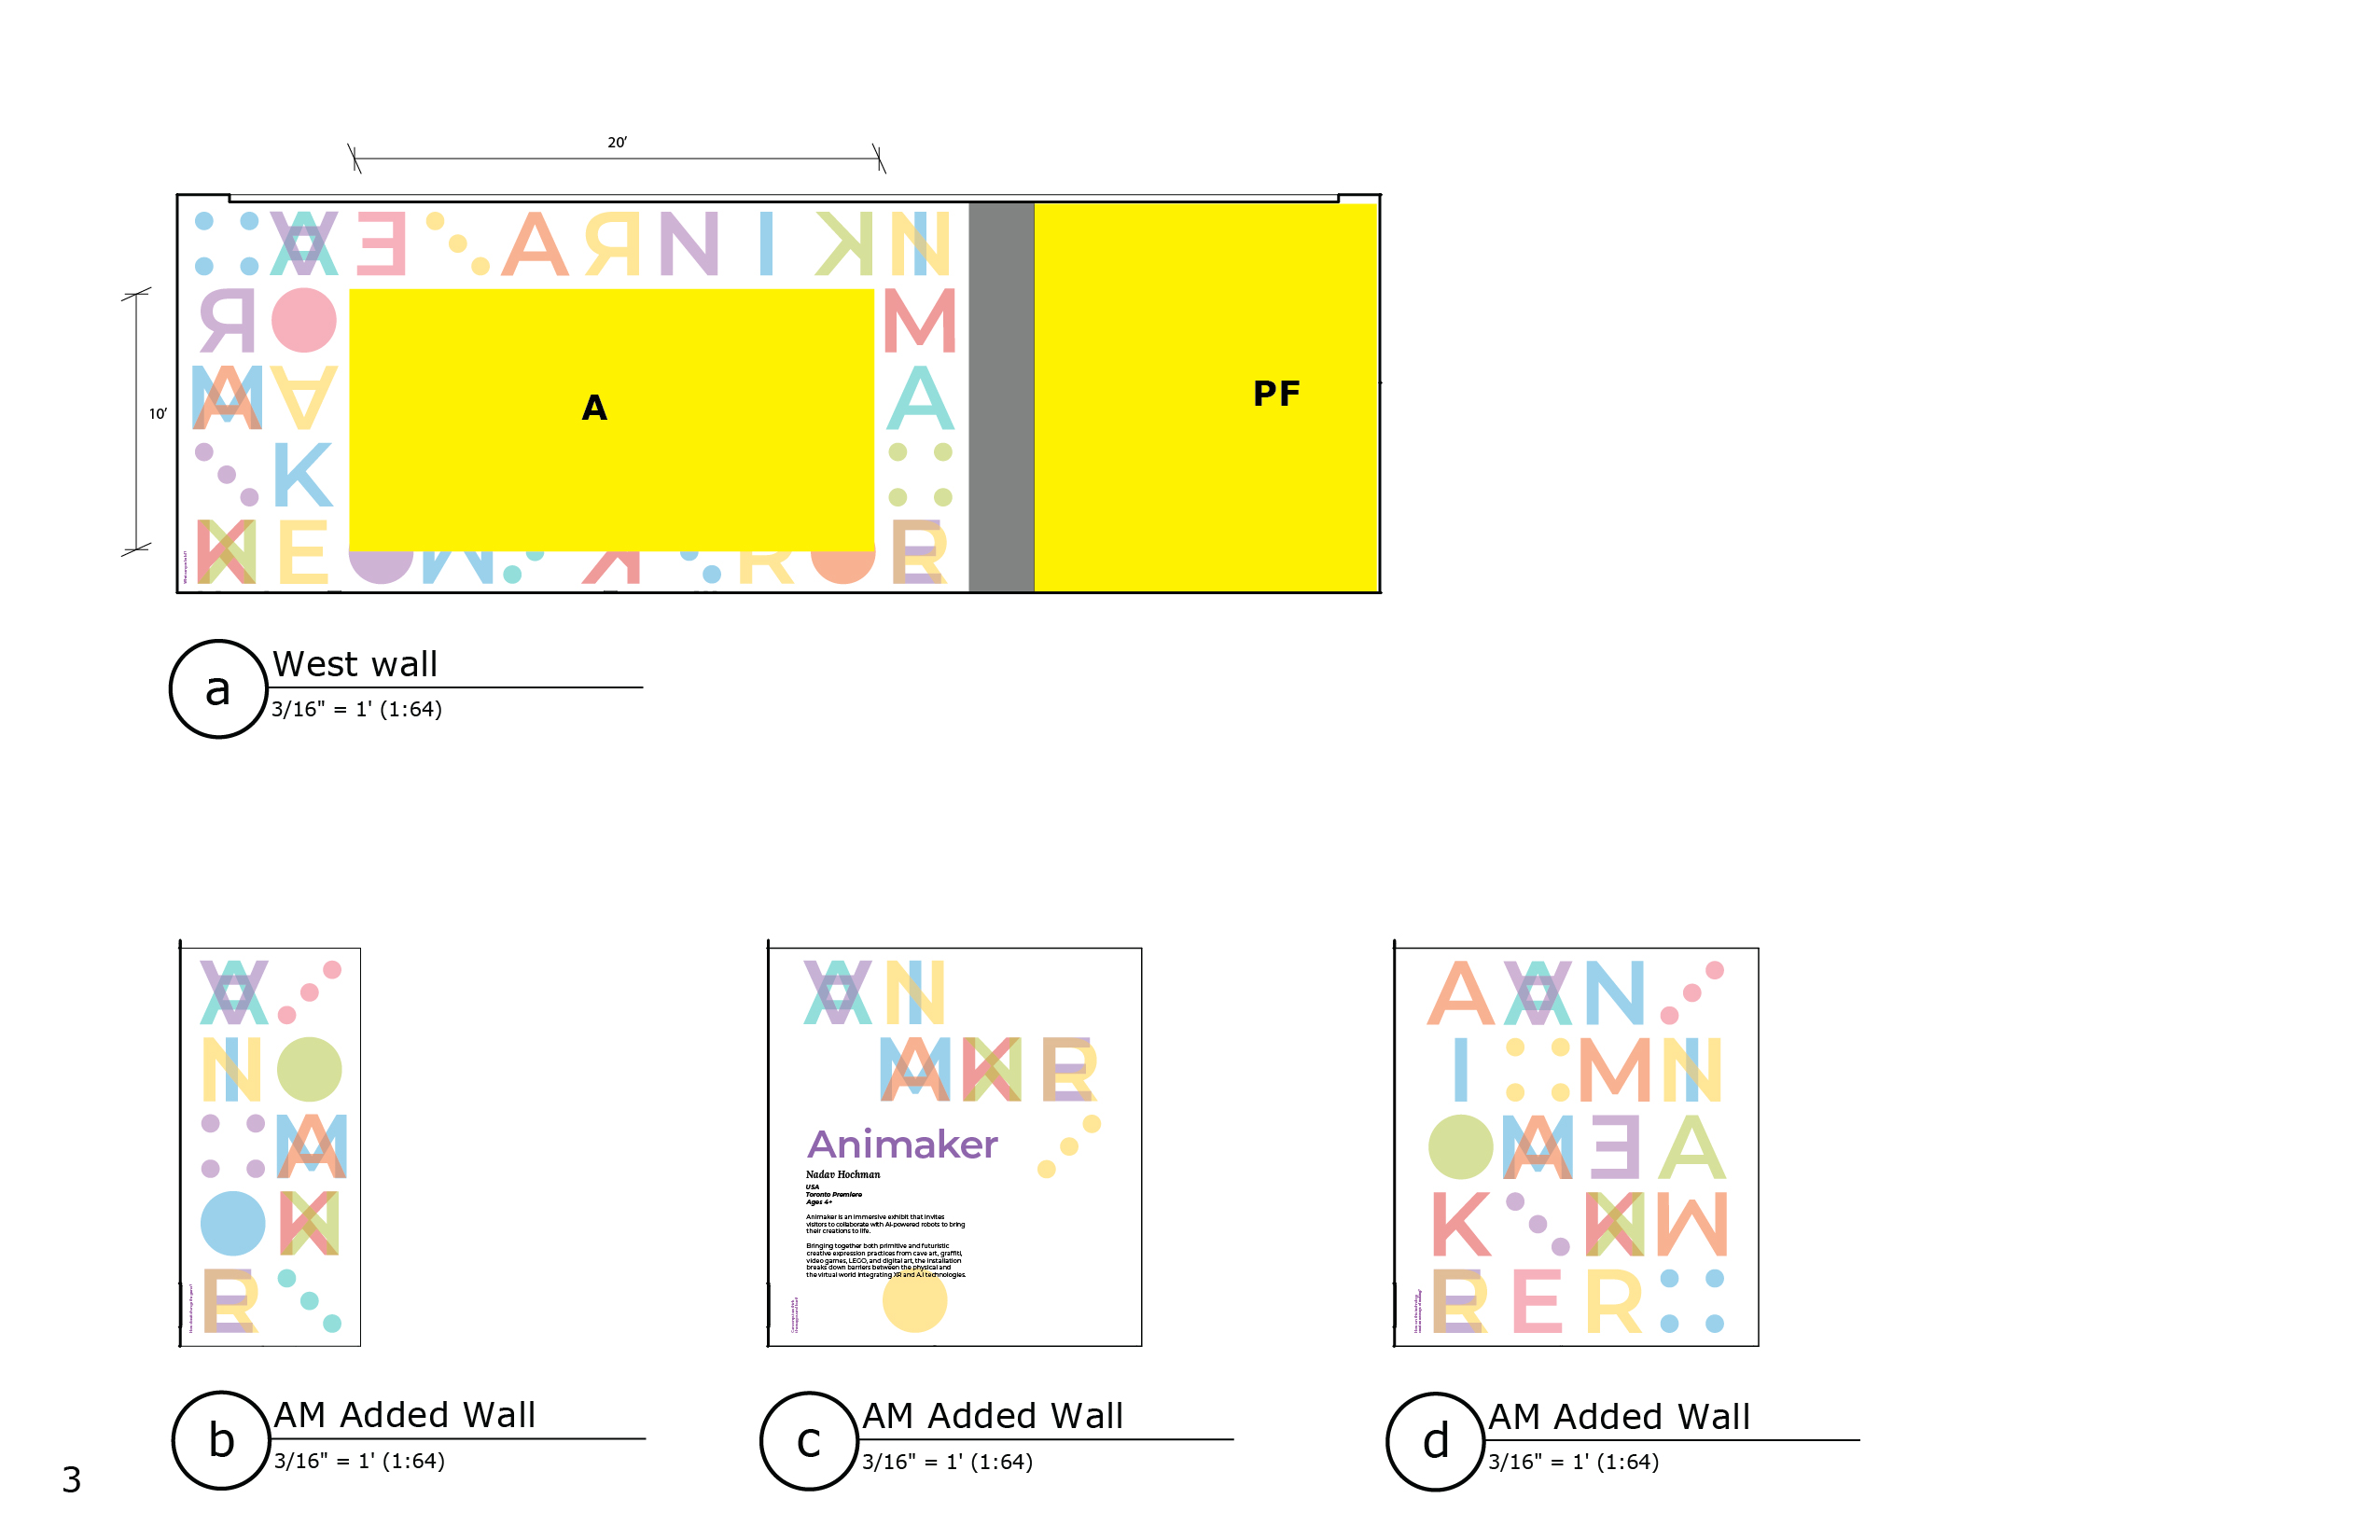 20'
10'
A E A R N I K N
R M
M A A A
K
K N E M K R E R
A
PF
a
West wall
3/16" = 1' (1:64)
A
N
M A
K N
E R
A N
M A K N E R
Animaker
Nadav Hochman
USA
Toronto Premiere
Ages 4+
Animaker is an immersive exhibit that invites
visitors to collaborate with AI-powered robots to bring
their creations to life.
Bringing together both primitive and futuristic
creative expression practices from cave art, graffiti,
video games, LEGO, and digital art, the installation
breaks down barriers between the physical and
the virtual world integrating XR and A.I technologies.
A A N
I M N
M A E A
K K N M
E R E R
b
AM Added Wall
3/16" = 1' (1:64)
c
AM Added Wall
3/16" = 1' (1:64)
d
AM Added Wall
3/16" = 1' (1:64)
3